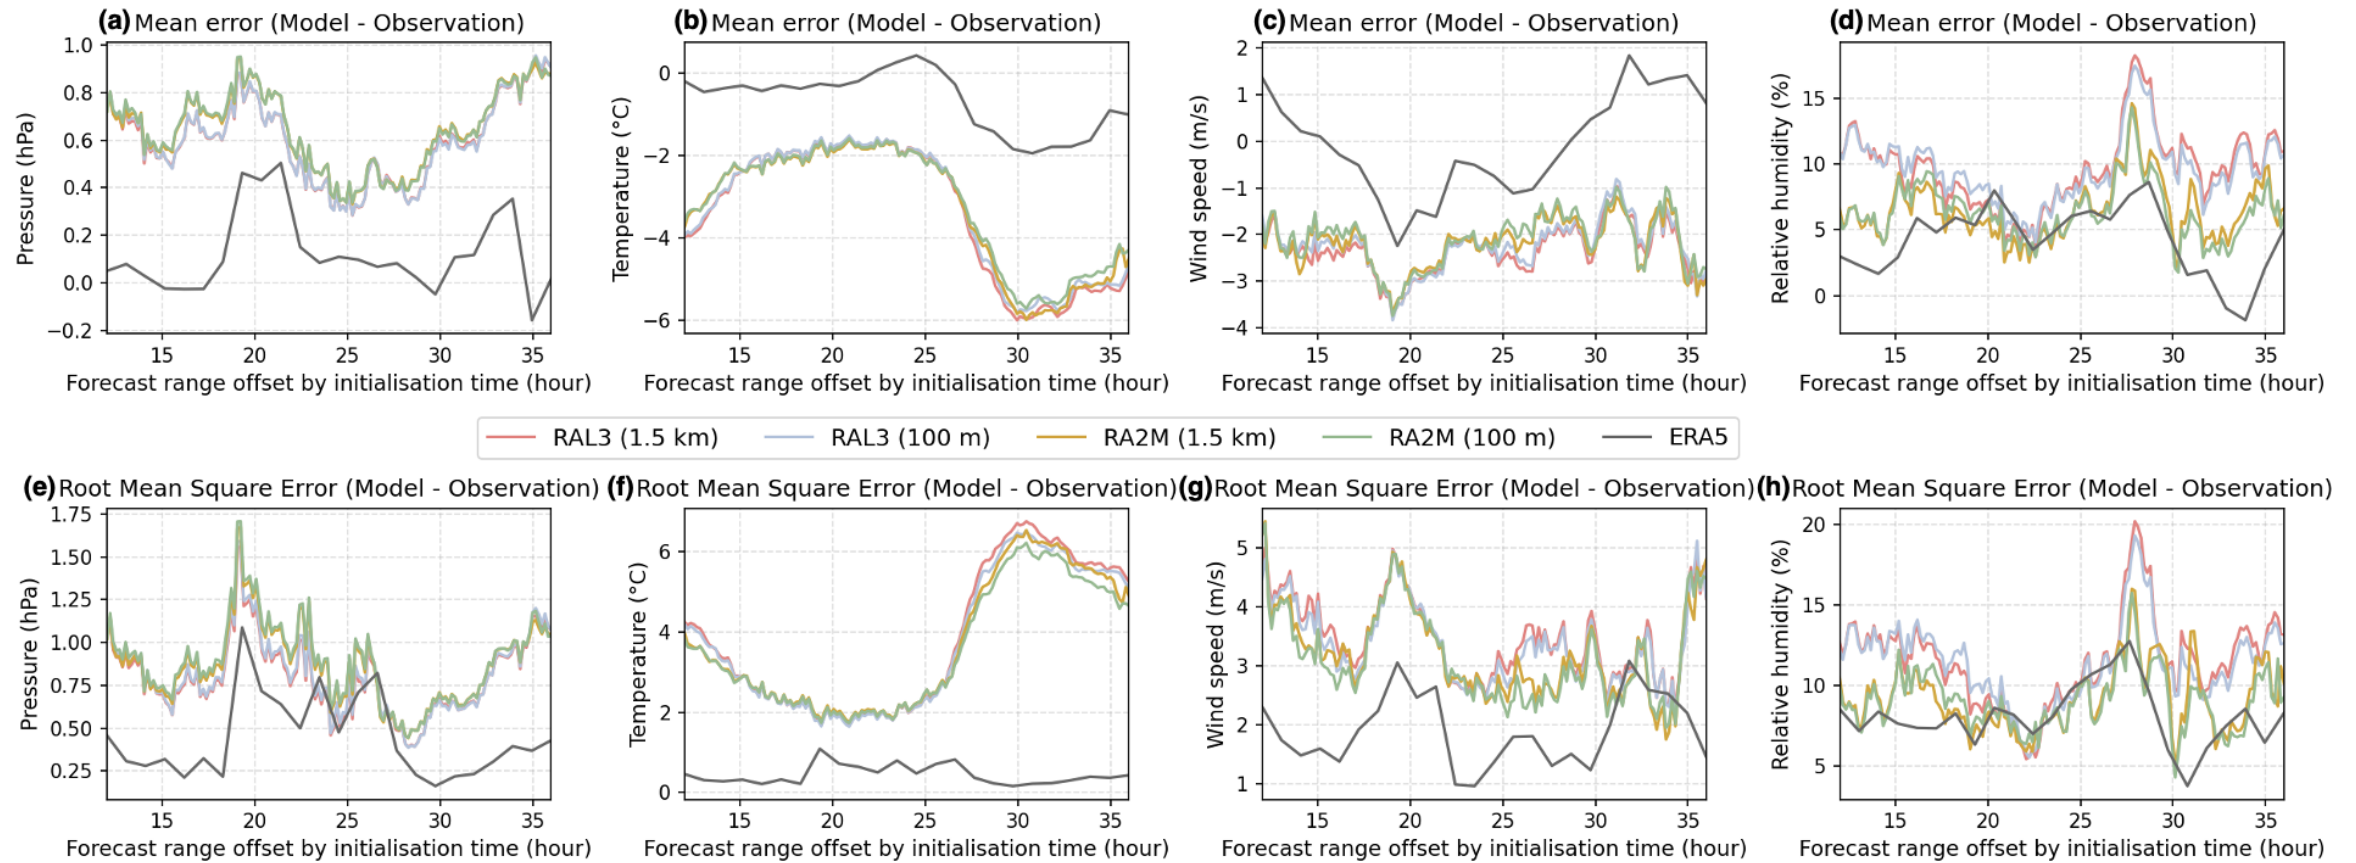 (a) Mean error (Model - Observation)
(b) Mean error (Model - Observation)
(c) Mean error (Model - Observation)
(d) Mean error (Model - Observation)
Pressure (hPa)
1.0
0.8
0.6
0.4
0.2
0.0
−0.2
15 20 25 30 35
Forecast range offset by initialisation time (hour)
Temperature (°C)
0
−2
−4
−6
15 20 25 30 35
Forecast range offset by initialisation time (hour)
Wind speed (m/s)
2
1
0
−1
−2
−3
−4
15 20 25 30 35
Forecast range offset by initialisation time (hour)
Relative humidity (%)
15
10
5
0
15 20 25 30 35
Forecast range offset by initialisation time (hour)
RAL3 (1.5 km) RAL3 (100 m) RA2M (1.5 km) RA2M (100 m) ERA5
(e) Root Mean Square Error (Model - Observation)
(f) Root Mean Square Error (Model - Observation)
(g) Root Mean Square Error (Model - Observation)
(h) Root Mean Square Error (Model - Observation)
Pressure (hPa)
1.75
1.50
1.25
1.00
0.75
0.50
0.25
15 20 25 30 35
Forecast range offset by initialisation time (hour)
Temperature (°C)
6
4
2
0
15 20 25 30 35
Forecast range offset by initialisation time (hour)
Wind speed (m/s)
5
4
3
2
1
15 20 25 30 35
Forecast range offset by initialisation time (hour)
Relative humidity (%)
20
15
10
5
15 20 25 30 35
Forecast range offset by initialisation time (hour)